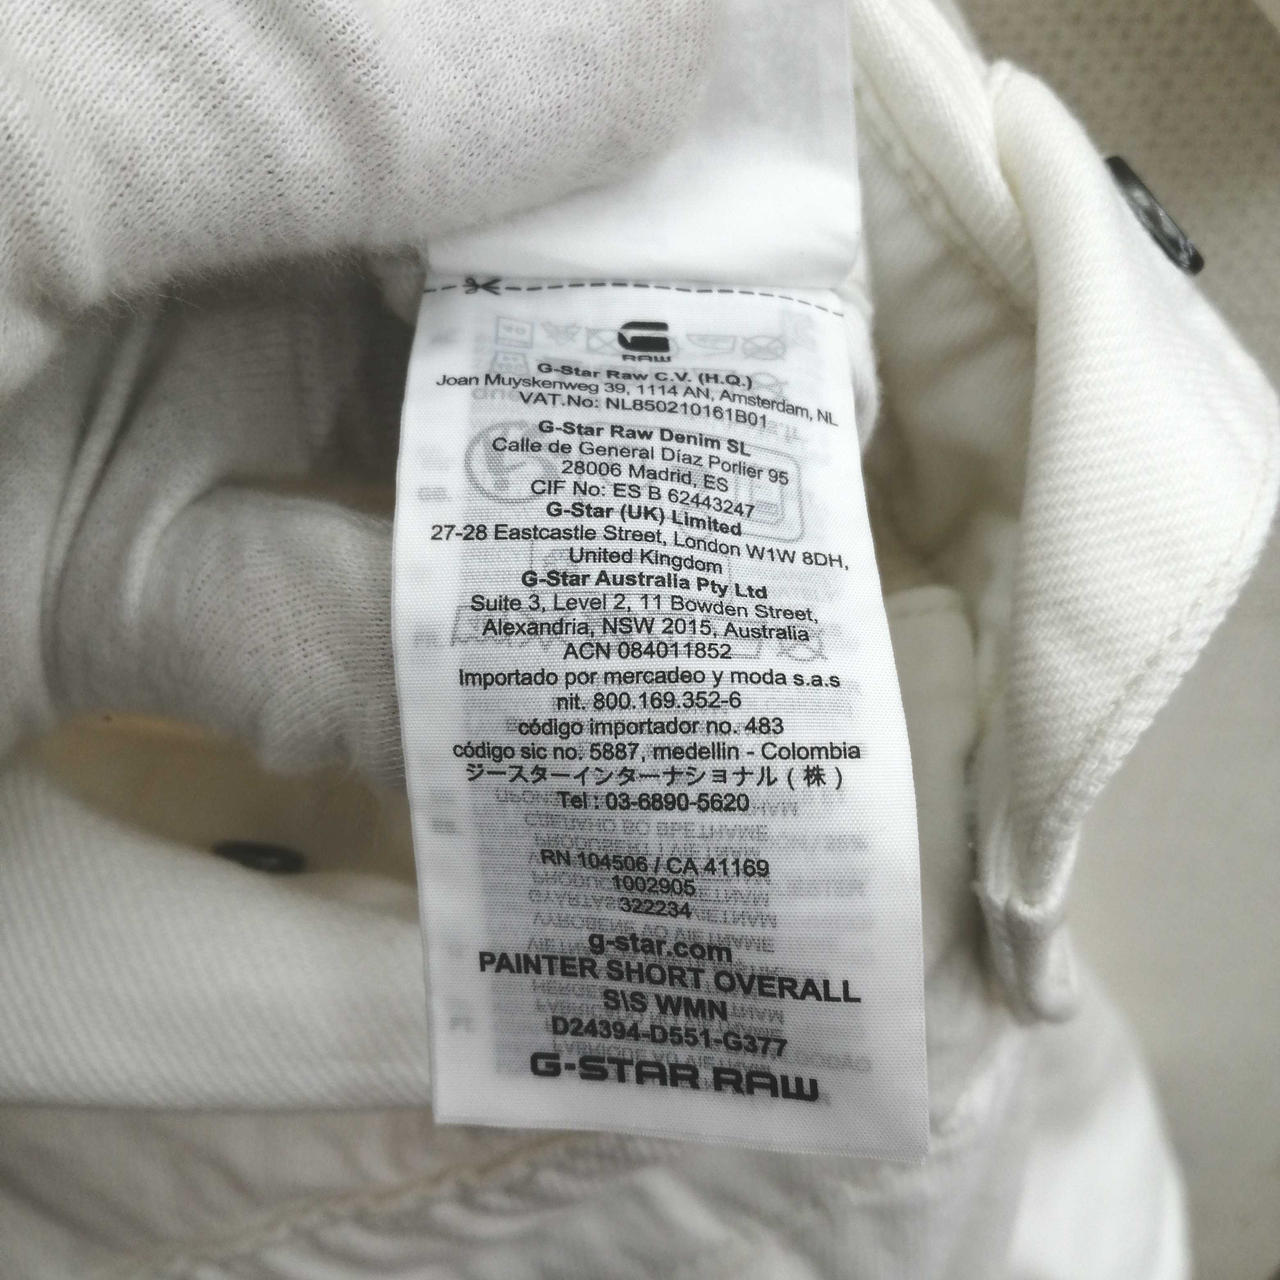 RAW
G-Star Raw C.V. (H.Q.)
Joan Muyskenweg 39, 1114 AN, Amsterdam, NL
VAT.No: NL850210161B01
G-Star Raw Denim SL
Calle de General Díaz Porlier 95
28006 Madrid, ES
CIF No: ES B 62443247
G-Star (UK) Limited
27-28 Eastcastle Street, London W1W 8DH,
United Kingdom
G-Star Australia Pty Ltd
Suite 3, Level 2, 11 Bowden Street,
Alexandria, NSW 2015, Australia
ACN 084011852
Importado por mercadeo y moda s.a.s
nit. 800.169.352-6
código importador no. 483
código sic no. 5887, medellin - Colombia
ジースターインターナショナル (株)
Tel : 03-6890-5620
RN 104506 / CA 41169
1002905
322234
g-star.com
PAINTER SHORT OVERALL
S\S WMN
D24394-D551-G377
G-STAR RAW